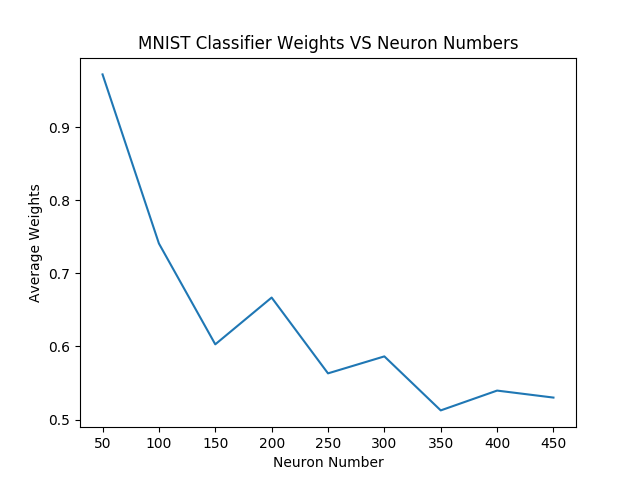 MNIST Classifier Weights VS Neuron Numbers
Average Weights
0.9
0.8
0.7
0.6
0.5
50 100 150 200 250 300 350 400 450
Neuron Number